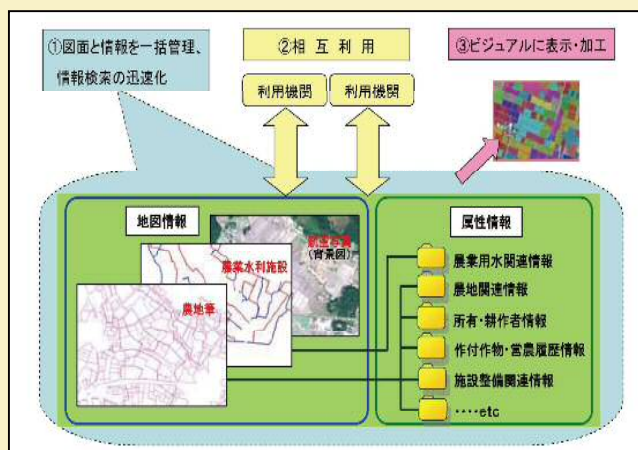 ①図面と情報を一括管理、
情報検索の迅速化
②相互利用
利用機関
利用機関
③ビジュアルに表示・加工
地図情報
航空写真
(背景図)
農業水利施設
農地筆
属性情報
農業用水関連情報
農地関連情報
所有・耕作者情報
作付作物・営農履歴情報
施設整備関連情報
‥‥etc